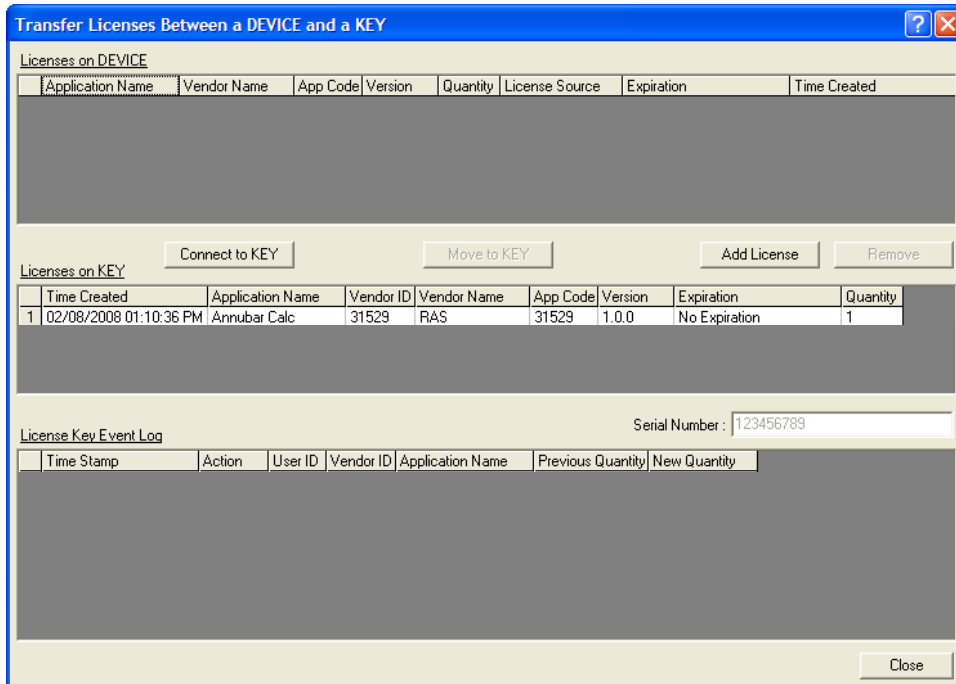 Transfer Licenses Between a DEVICE and a KEY
Licenses on DEVICE
Application Name Vendor Name App Code Version Quantity License Source Expiration Time Created
Connect to KEY Move to KEY Add License Remove
Licenses on KEY
Time Created Application Name Vendor ID Vendor Name App Code Version Expiration Quantity
1 02/08/2008 01:10:36 PM Annubar Calc 31529 RAS 31529 1.0.0 No Expiration 1
Serial Number : 123456789
License Key Event Log
Time Stamp Action User ID Vendor ID Application Name Previous Quantity New Quantity
Close